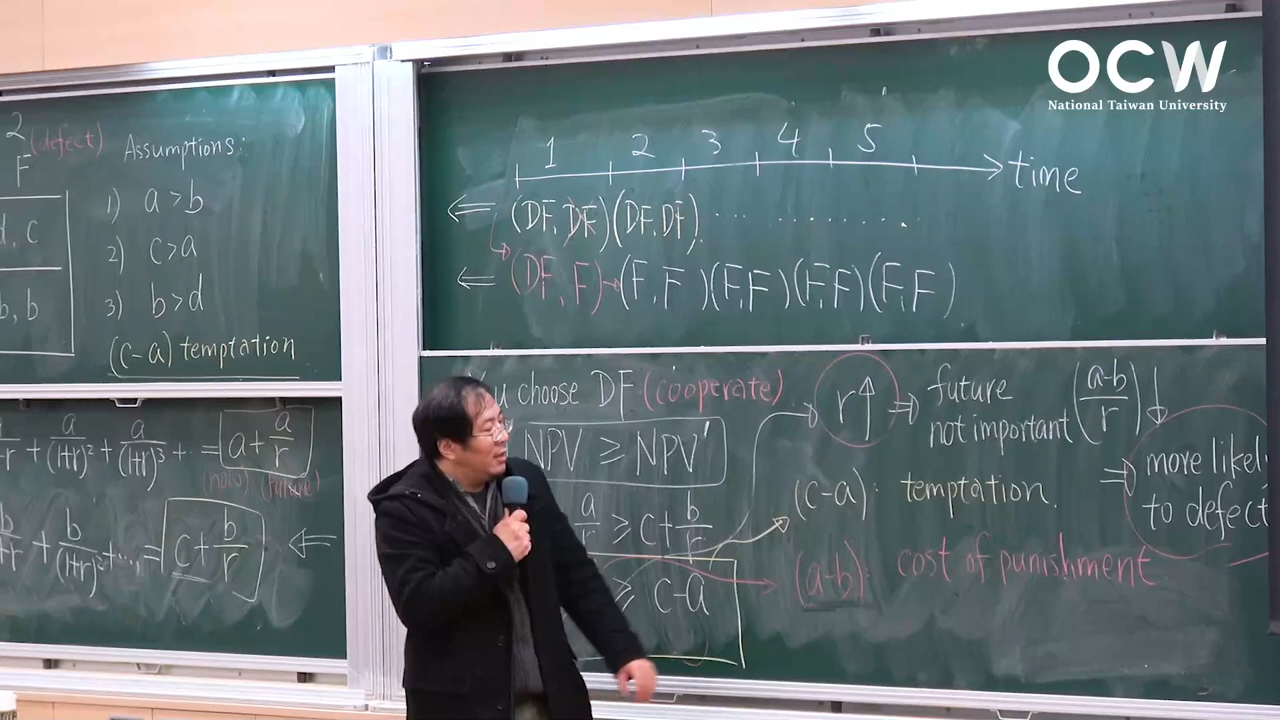 OCW
National Taiwan University
2 (defect)
F
d, c
b, b
Assumptions:
1) a>b
2) c>a
3) b>d
(c-a) temptation
+ a/(1+r)² + a/(1+r)³ + ·· = a + a/r
(now) (future)
+ b/(1+r)² + ···· = c + b/r ⇐
1 2 3 4 5
time
⇐ (DF, DF)(DF, DF) ···· ········
⇐ (DF, F)→(F, F)(F,F)(F,F)(F,F)
choose DF (cooperate)
NPV ≥ NPV'
a/r ≥ c + b/r
≥ c-a
r↑ ⇒ future not important (a-b/r) ↓
(c-a): temptation.
(a-b): cost of punishment
⇒ more likely
to defect